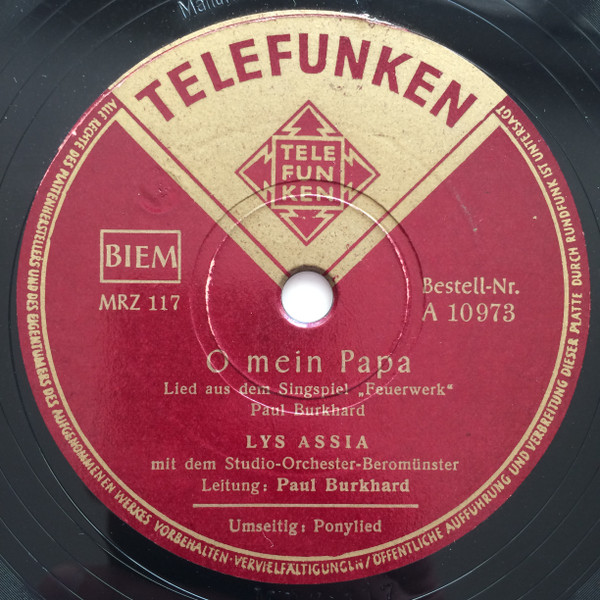 Manu
TELEFUNKEN
TELE
FUN
KEN
BIEM
MRZ 117
Bestell-Nr.
A 10973
O mein Papa
Lied aus dem Singspiel „Feuerwerk“
Paul Burkhard
LYS ASSIA
mit dem Studio-Orchester-Beromünster
Leitung: Paul Burkhard
Umseitig: Ponylied
ALLE RECHTE DES PLATTENHERSTELLERS UND DES EIGENTÜMERS DES AUFGENOMMENEN WERKES VORBEHALTEN · VERVIELFÄLTIGUNGEN / ÖFFENTLICHE AUFFÜHRUNG UND VERBREITUNG DIESER PLATTE DURCH RUNDFUNK IST UNTERSAGT